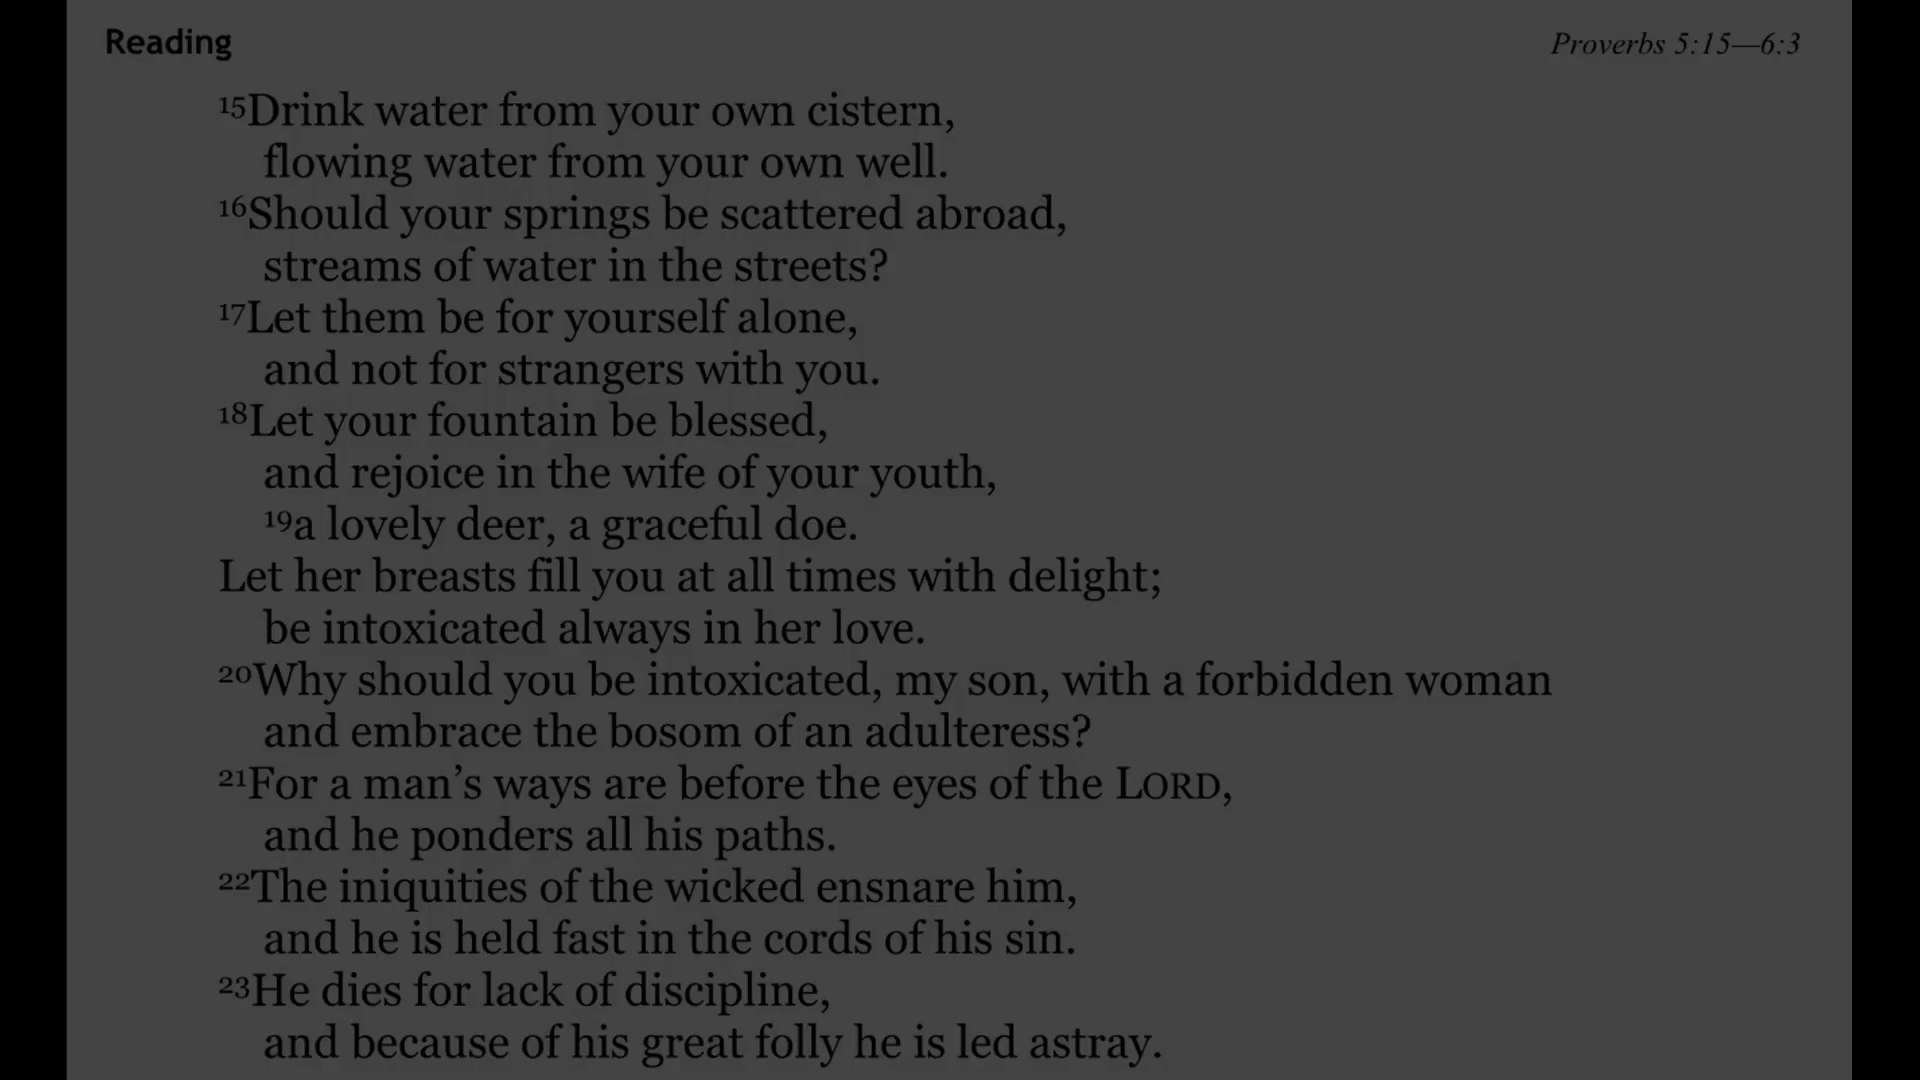 Reading
Proverbs 5:15—6:3
15Drink water from your own cistern,
flowing water from your own well.
16Should your springs be scattered abroad,
streams of water in the streets?
17Let them be for yourself alone,
and not for strangers with you.
18Let your fountain be blessed,
and rejoice in the wife of your youth,
19a lovely deer, a graceful doe.
Let her breasts fill you at all times with delight;
be intoxicated always in her love.
20Why should you be intoxicated, my son, with a forbidden woman
and embrace the bosom of an adulteress?
21For a man’s ways are before the eyes of the LORD,
and he ponders all his paths.
22The iniquities of the wicked ensnare him,
and he is held fast in the cords of his sin.
23He dies for lack of discipline,
and because of his great folly he is led astray.